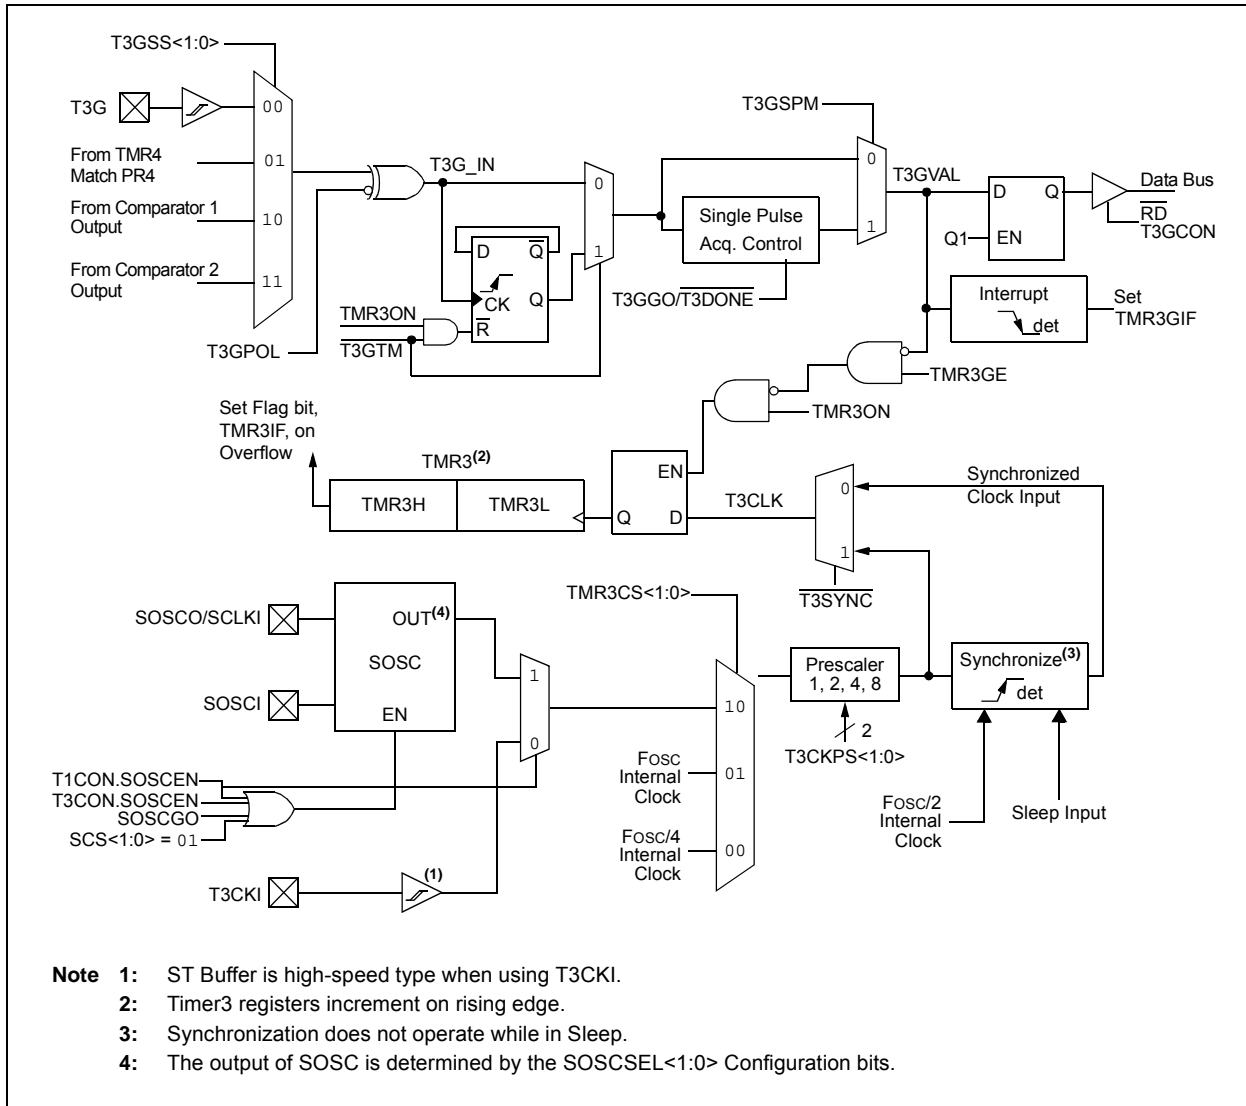 T3GSS<1:0>
T3G
00
From TMR4
Match PR4
01
From Comparator 1
Output
10
From Comparator 2
Output
11
T3GPOL
T3G_IN
0
1
D
Q
CK
Q
R
TMR3ON
T3GTM
T3GSPM
Single Pulse
Acq. Control
T3GGO/T3DONE
0
1
T3GVAL
D
Q
Q1
EN
Data Bus
RD
T3GCON
Interrupt
det
Set
TMR3GIF
TMR3GE
TMR3ON
Set Flag bit,
TMR3IF, on
Overflow
TMR3(2)
TMR3H
TMR3L
EN
Q
D
T3CLK
0
1
T3SYNC
Synchronized
Clock Input
SOSCO/SCLKI
OUT(4)
SOSC
SOSCI
EN
1
0
T1CON.SOSCEN
T3CON.SOSCEN
SOSCGO
SCS<1:0> = 01
T3CKI
(1)
TMR3CS<1:0>
10
FOSC
Internal
Clock
01
FOSC/4
Internal
Clock
00
Prescaler
1, 2, 4, 8
2
T3CKPS<1:0>
Synchronize(3)
det
FOSC/2
Internal
Clock
Sleep Input
Note 1: ST Buffer is high-speed type when using T3CKI.
2: Timer3 registers increment on rising edge.
3: Synchronization does not operate while in Sleep.
4: The output of SOSC is determined by the SOSCSEL<1:0> Configuration bits.